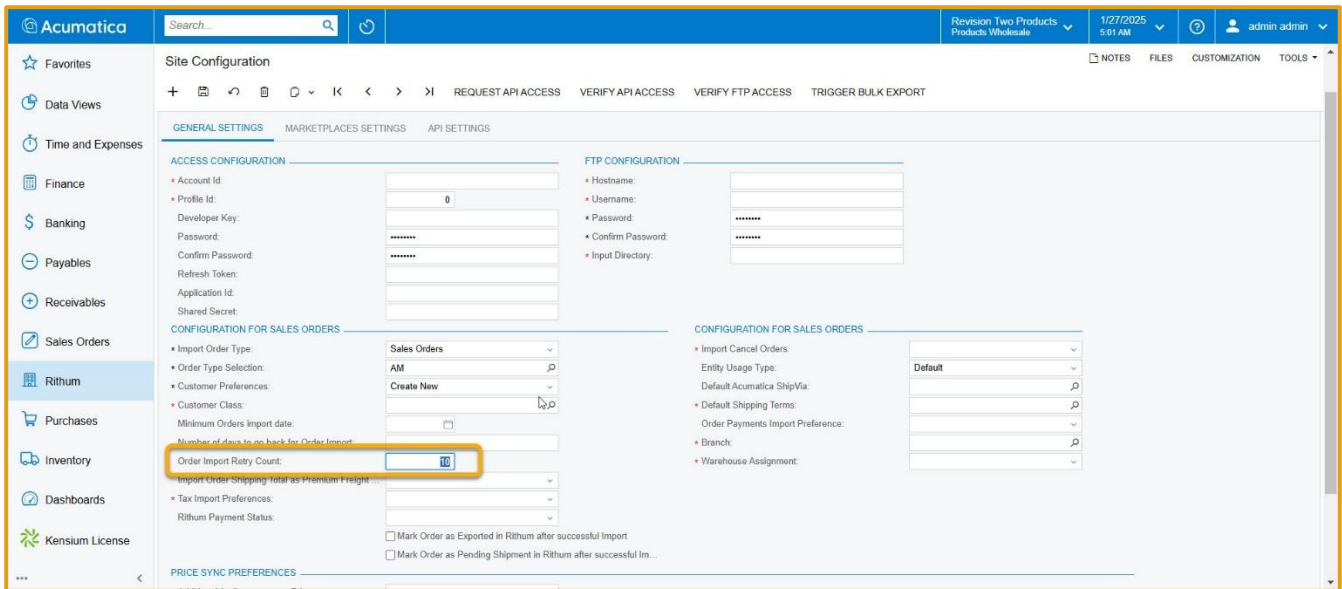 Acumatica
Search...
Revision Two Products
Products Wholesale
1/27/2025
5:01 AM
admin admin
Favorites
Data Views
Time and Expenses
Finance
Banking
Payables
Receivables
Sales Orders
Rithum
Purchases
Inventory
Dashboards
Kensium License
Site Configuration
NOTES FILES CUSTOMIZATION TOOLS
REQUEST API ACCESS VERIFY API ACCESS VERIFY FTP ACCESS TRIGGER BULK EXPORT
GENERAL SETTINGS MARKETPLACES SETTINGS API SETTINGS
ACCESS CONFIGURATION
* Account Id:
* Profile Id: 0
Developer Key:
Password: ••••••••
Confirm Password: ••••••••
Refresh Token:
Application Id:
Shared Secret:
FTP CONFIGURATION
* Hostname:
* Username:
* Password: ••••••••
* Confirm Password: ••••••••
* Input Directory:
CONFIGURATION FOR SALES ORDERS
* Import Order Type: Sales Orders
* Order Type Selection: AM
* Customer Preferences: Create New
* Customer Class:
Minimum Orders import date:
Number of days to go back for Order Import:
Order Import Retry Count: 10
Import Order Shipping Total as Premium Freight ...
* Tax Import Preferences:
Rithum Payment Status:
Mark Order as Exported in Rithum after successful Import
Mark Order as Pending Shipment in Rithum after successful Im...
CONFIGURATION FOR SALES ORDERS
* Import Cancel Orders:
Entity Usage Type: Default
Default Acumatica ShipVia:
* Default Shipping Terms:
Order Payments Import Preference:
* Branch:
* Warehouse Assignment:
PRICE SYNC PREFERENCES